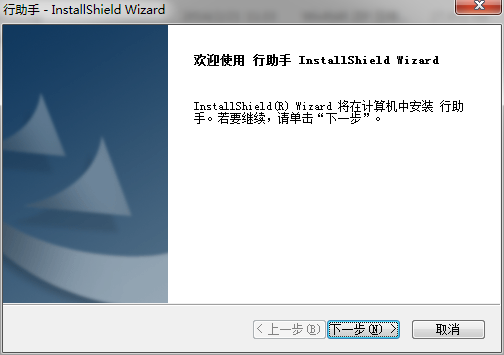 行助手 - InstallShield Wizard
欢迎使用 行助手 InstallShield Wizard
InstallShield(R) Wizard 将在计算机中安装 行助
手。若要继续，请单击“下一步”。
< 上一步(B)
下一步(N) >
取消